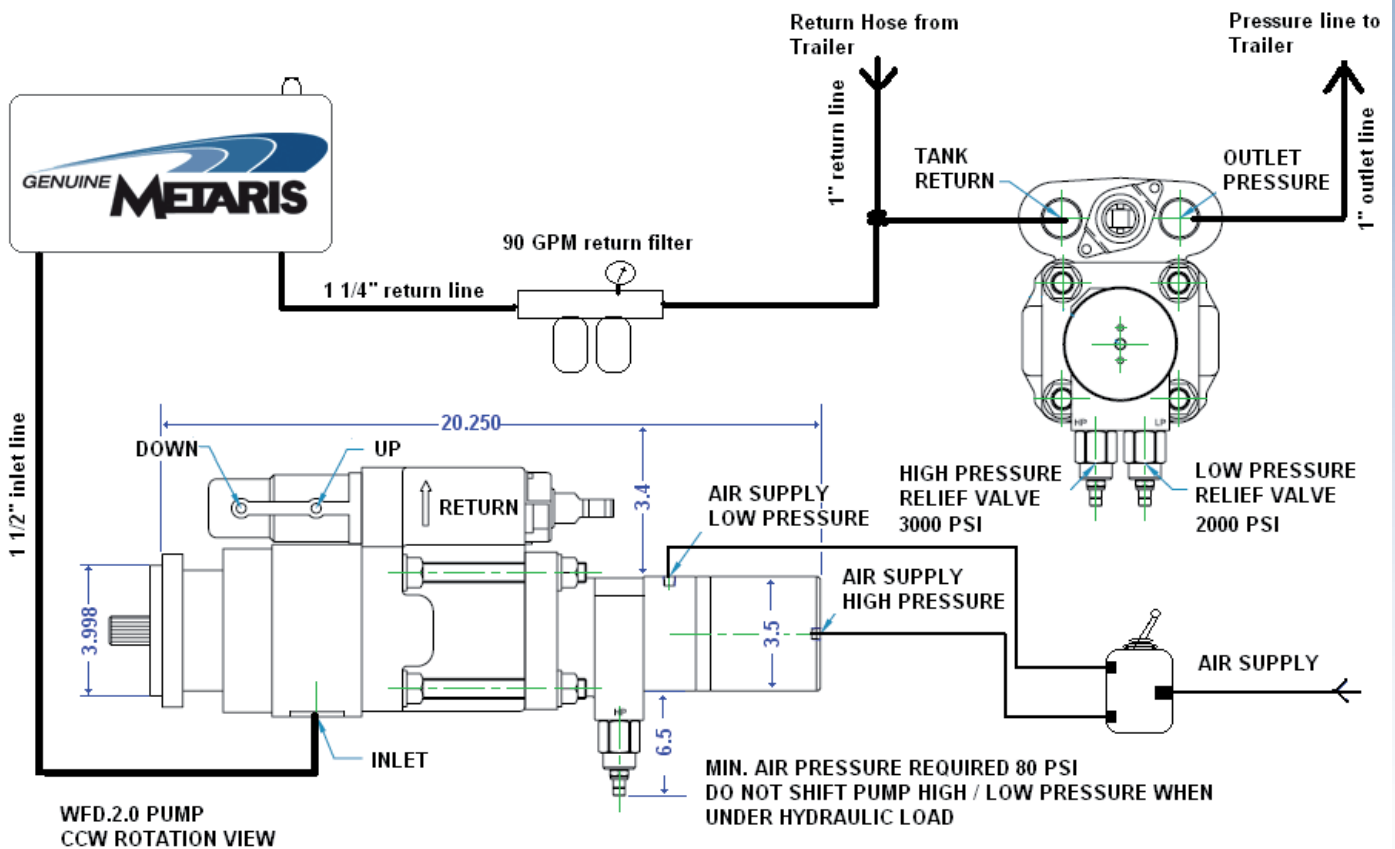 Return Hose from
Trailer
Pressure line to
Trailer
GENUINE METARIS
1" return line
TANK
RETURN
OUTLET
PRESSURE
1" outlet line
90 GPM return filter
1 1/4" return line
1 1/2" inlet line
20.250
DOWN
UP
RETURN
3.4
AIR SUPPLY
LOW PRESSURE
HP
LP
HIGH PRESSURE
RELIEF VALVE
3000 PSI
LOW PRESSURE
RELIEF VALVE
2000 PSI
3.998
3.5
AIR SUPPLY
HIGH PRESSURE
AIR SUPPLY
HP
6.5
INLET
MIN. AIR PRESSURE REQUIRED 80 PSI
DO NOT SHIFT PUMP HIGH / LOW PRESSURE WHEN
UNDER HYDRAULIC LOAD
WFD.2.0 PUMP
CCW ROTATION VIEW